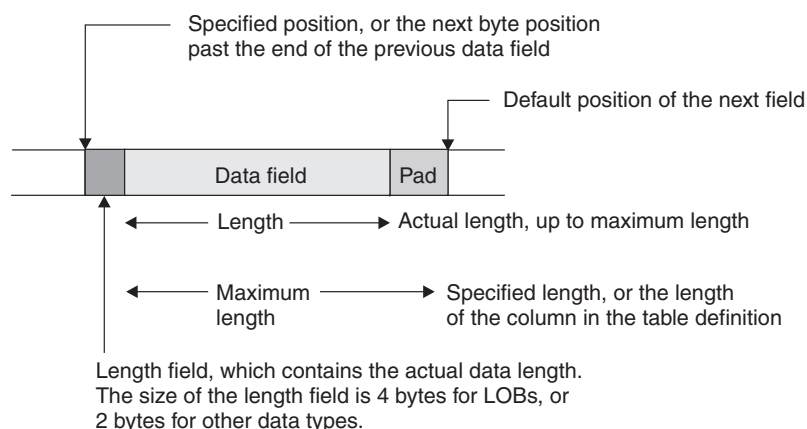 Specified position, or the next byte position
past the end of the previous data field
Default position of the next field
Data field
Pad
Length
Actual length, up to maximum length
Maximum
length
Specified length, or the length
of the column in the table definition
Length field, which contains the actual data length.
The size of the length field is 4 bytes for LOBs, or
2 bytes for other data types.